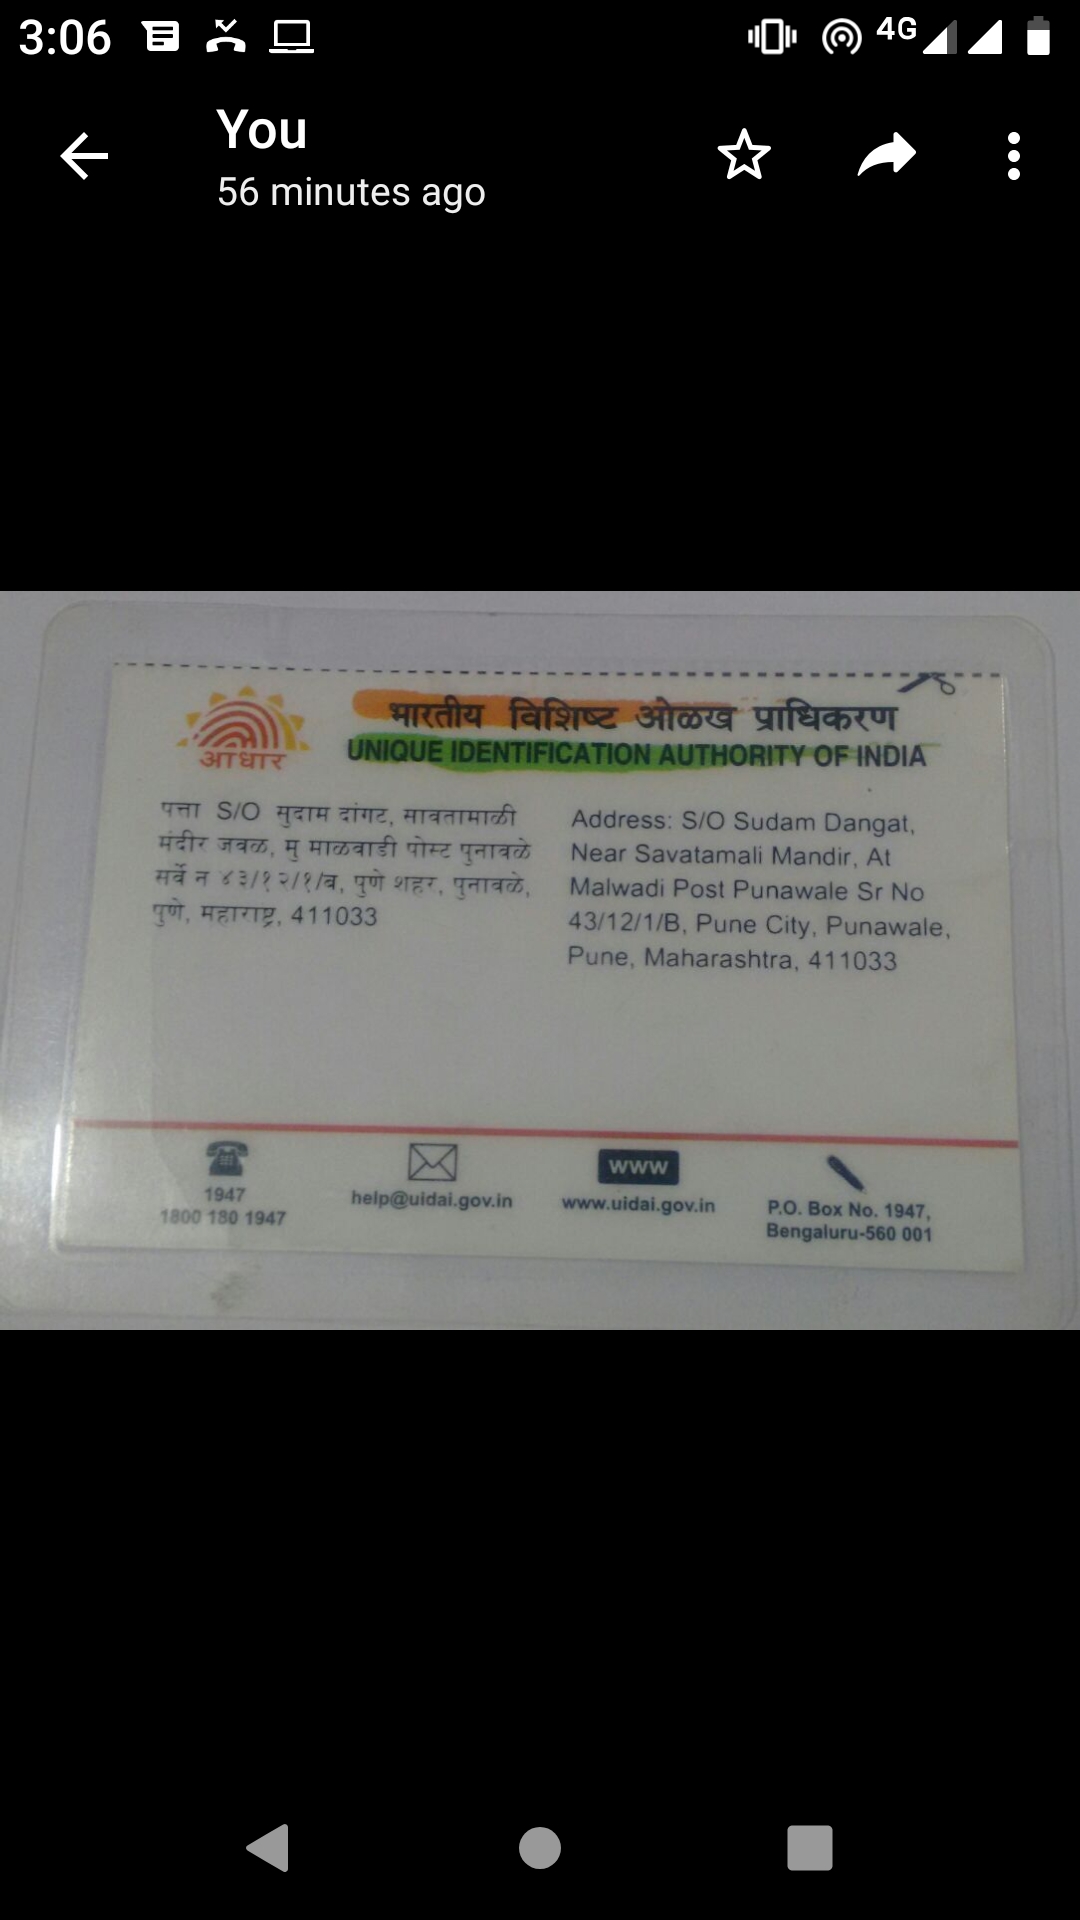 3:06
4G
You
56 minutes ago
भारतीय विशिष्ट ओळख प्राधिकरण
UNIQUE IDENTIFICATION AUTHORITY OF INDIA
आधार
पत्ता S/O सुदाम दांगट, सावतामाळी
मंदीर जवळ, मु माळवाडी पोस्ट पुनावळे
सर्वे न ४३/१२/१/ब, पुणे शहर, पुनावळे,
पुणे, महाराष्ट्र, 411033
Address: S/O Sudam Dangat,
Near Savatamali Mandir, At
Malwadi Post Punawale Sr No
43/12/1/B, Pune City, Punawale,
Pune, Maharashtra, 411033
1947
1800 180 1947
help@uidai.gov.in
www
www.uidai.gov.in
P.O. Box No. 1947,
Bengaluru-560 001